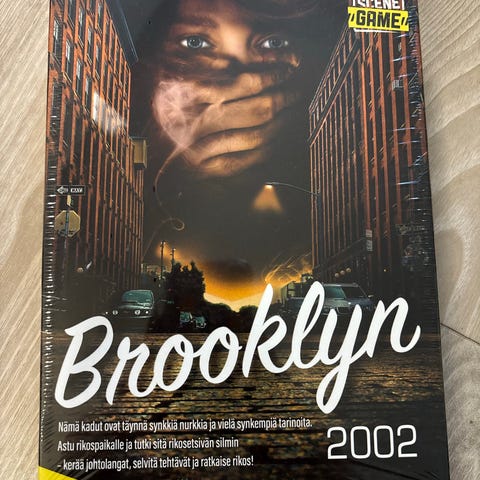 "GAME"
WAY
Brooklyn
Nämä kadut ovat täynnä synkkiä nurkkia ja vielä synkempiä tarinoita.
Astu rikospaikalle ja tutki sitä rikosetsivän silmin
– kerää johtolangat, selvitä tehtävät ja ratkaise rikos!
2002